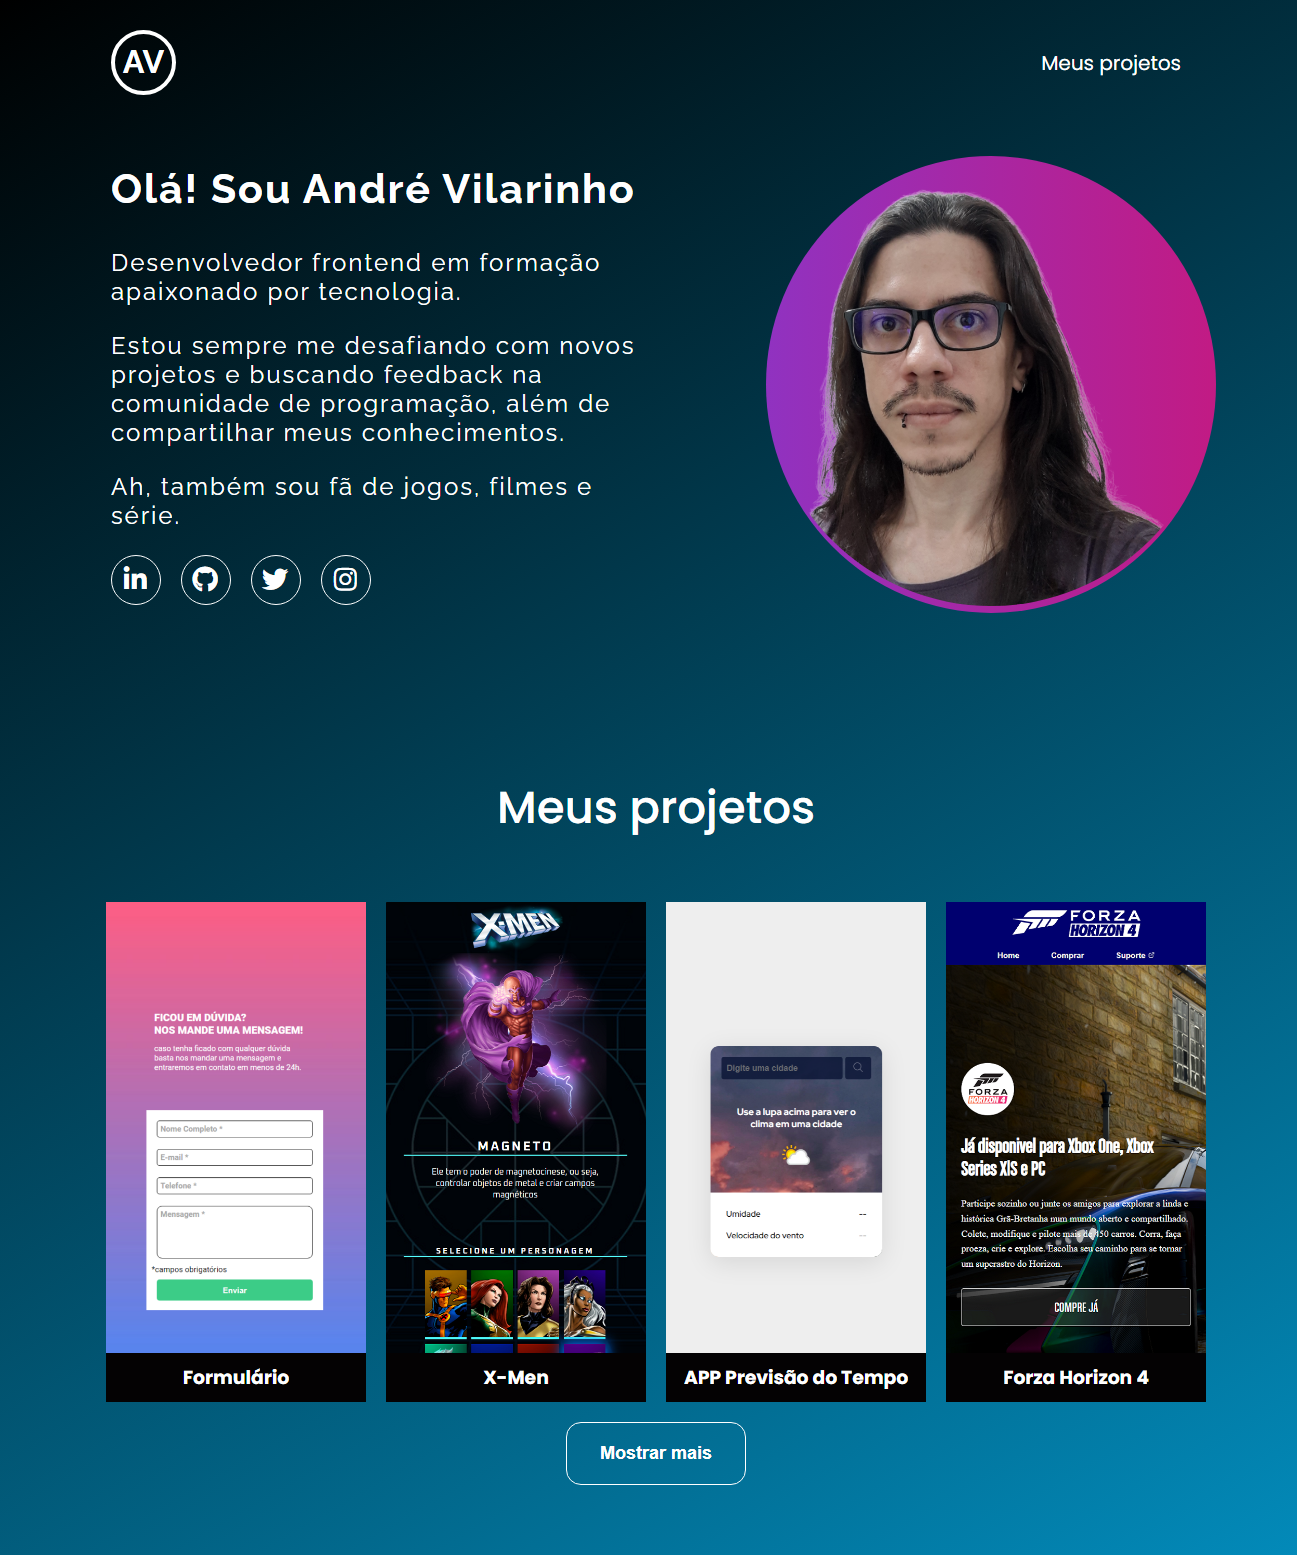 AV
Meus projetos
Olá! Sou André Vilarinho
Desenvolvedor frontend em formação
apaixonado por tecnologia.
Estou sempre me desafiando com novos
projetos e buscando feedback na
comunidade de programação, além de
compartilhar meus conhecimentos.
Ah, também sou fã de jogos, filmes e
série.
in
Meus projetos
FICOU EM DÚVIDA?
NOS MANDE UMA MENSAGEM!
caso tenha ficado com qualquer dúvida
basta nos mandar uma mensagem e
entraremos em contato em menos de 24h.
Nome Completo *
E-mail *
Telefone *
Mensagem *
*campos obrigatórios
Enviar
Formulário
X-MEN
MAGNETO
Ele tem o poder de magnetocinese, ou seja,
controlar objetos de metal e criar campos
magnéticos
SELECIONE UM PERSONAGEM
X-Men
Digite uma cidade
Use a lupa acima para ver o
clima em uma cidade
Umidade --
Velocidade do vento --
APP Previsão do Tempo
FORZA
HORIZON 4
Home Comprar Suporte
FORZA
HORIZON 4
Já disponivel para Xbox One, Xbox
Series X|S e PC
Participe sozinho ou junte os amigos para explorar a linda e
histórica Grã-Bretanha num mundo aberto e compartilhado.
Colete, modifique e pilote mais de 450 carros. Corra, faça
proeza, crie e explore. Escolha seu caminho para se tornar
um superastro do Horizon.
COMPRE JÁ
Forza Horizon 4
Mostrar mais